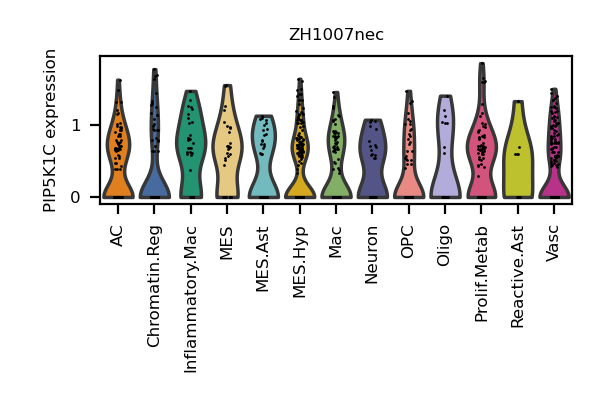 ZH1007nec
PIP5K1C expression
1
0
AC
Chromatin.Reg
Inflammatory.Mac
MES
MES.Ast
MES.Hyp
Mac
Neuron
OPC
Oligo
Prolif.Metab
Reactive.Ast
Vasc